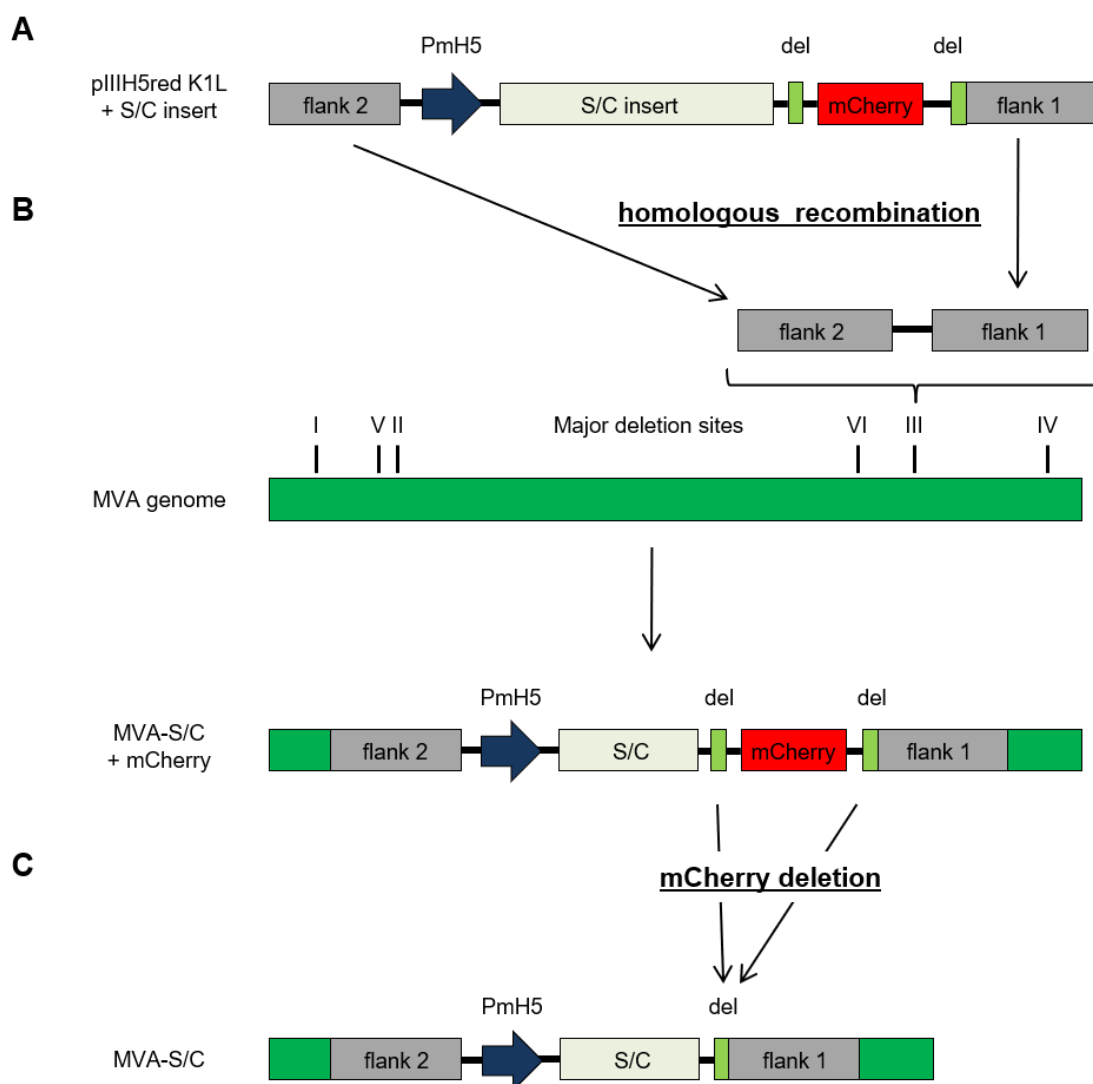 A
PmH5 del del
pIIIH5red K1L
+ S/C insert
flank 2 S/C insert mCherry flank 1
B
homologous recombination
flank 2 flank 1
I V II Major deletion sites VI III IV
MVA genome
PmH5 del del
MVA-S/C
+ mCherry
flank 2 S/C mCherry flank 1
C
mCherry deletion
PmH5 del
MVA-S/C flank 2 S/C flank 1